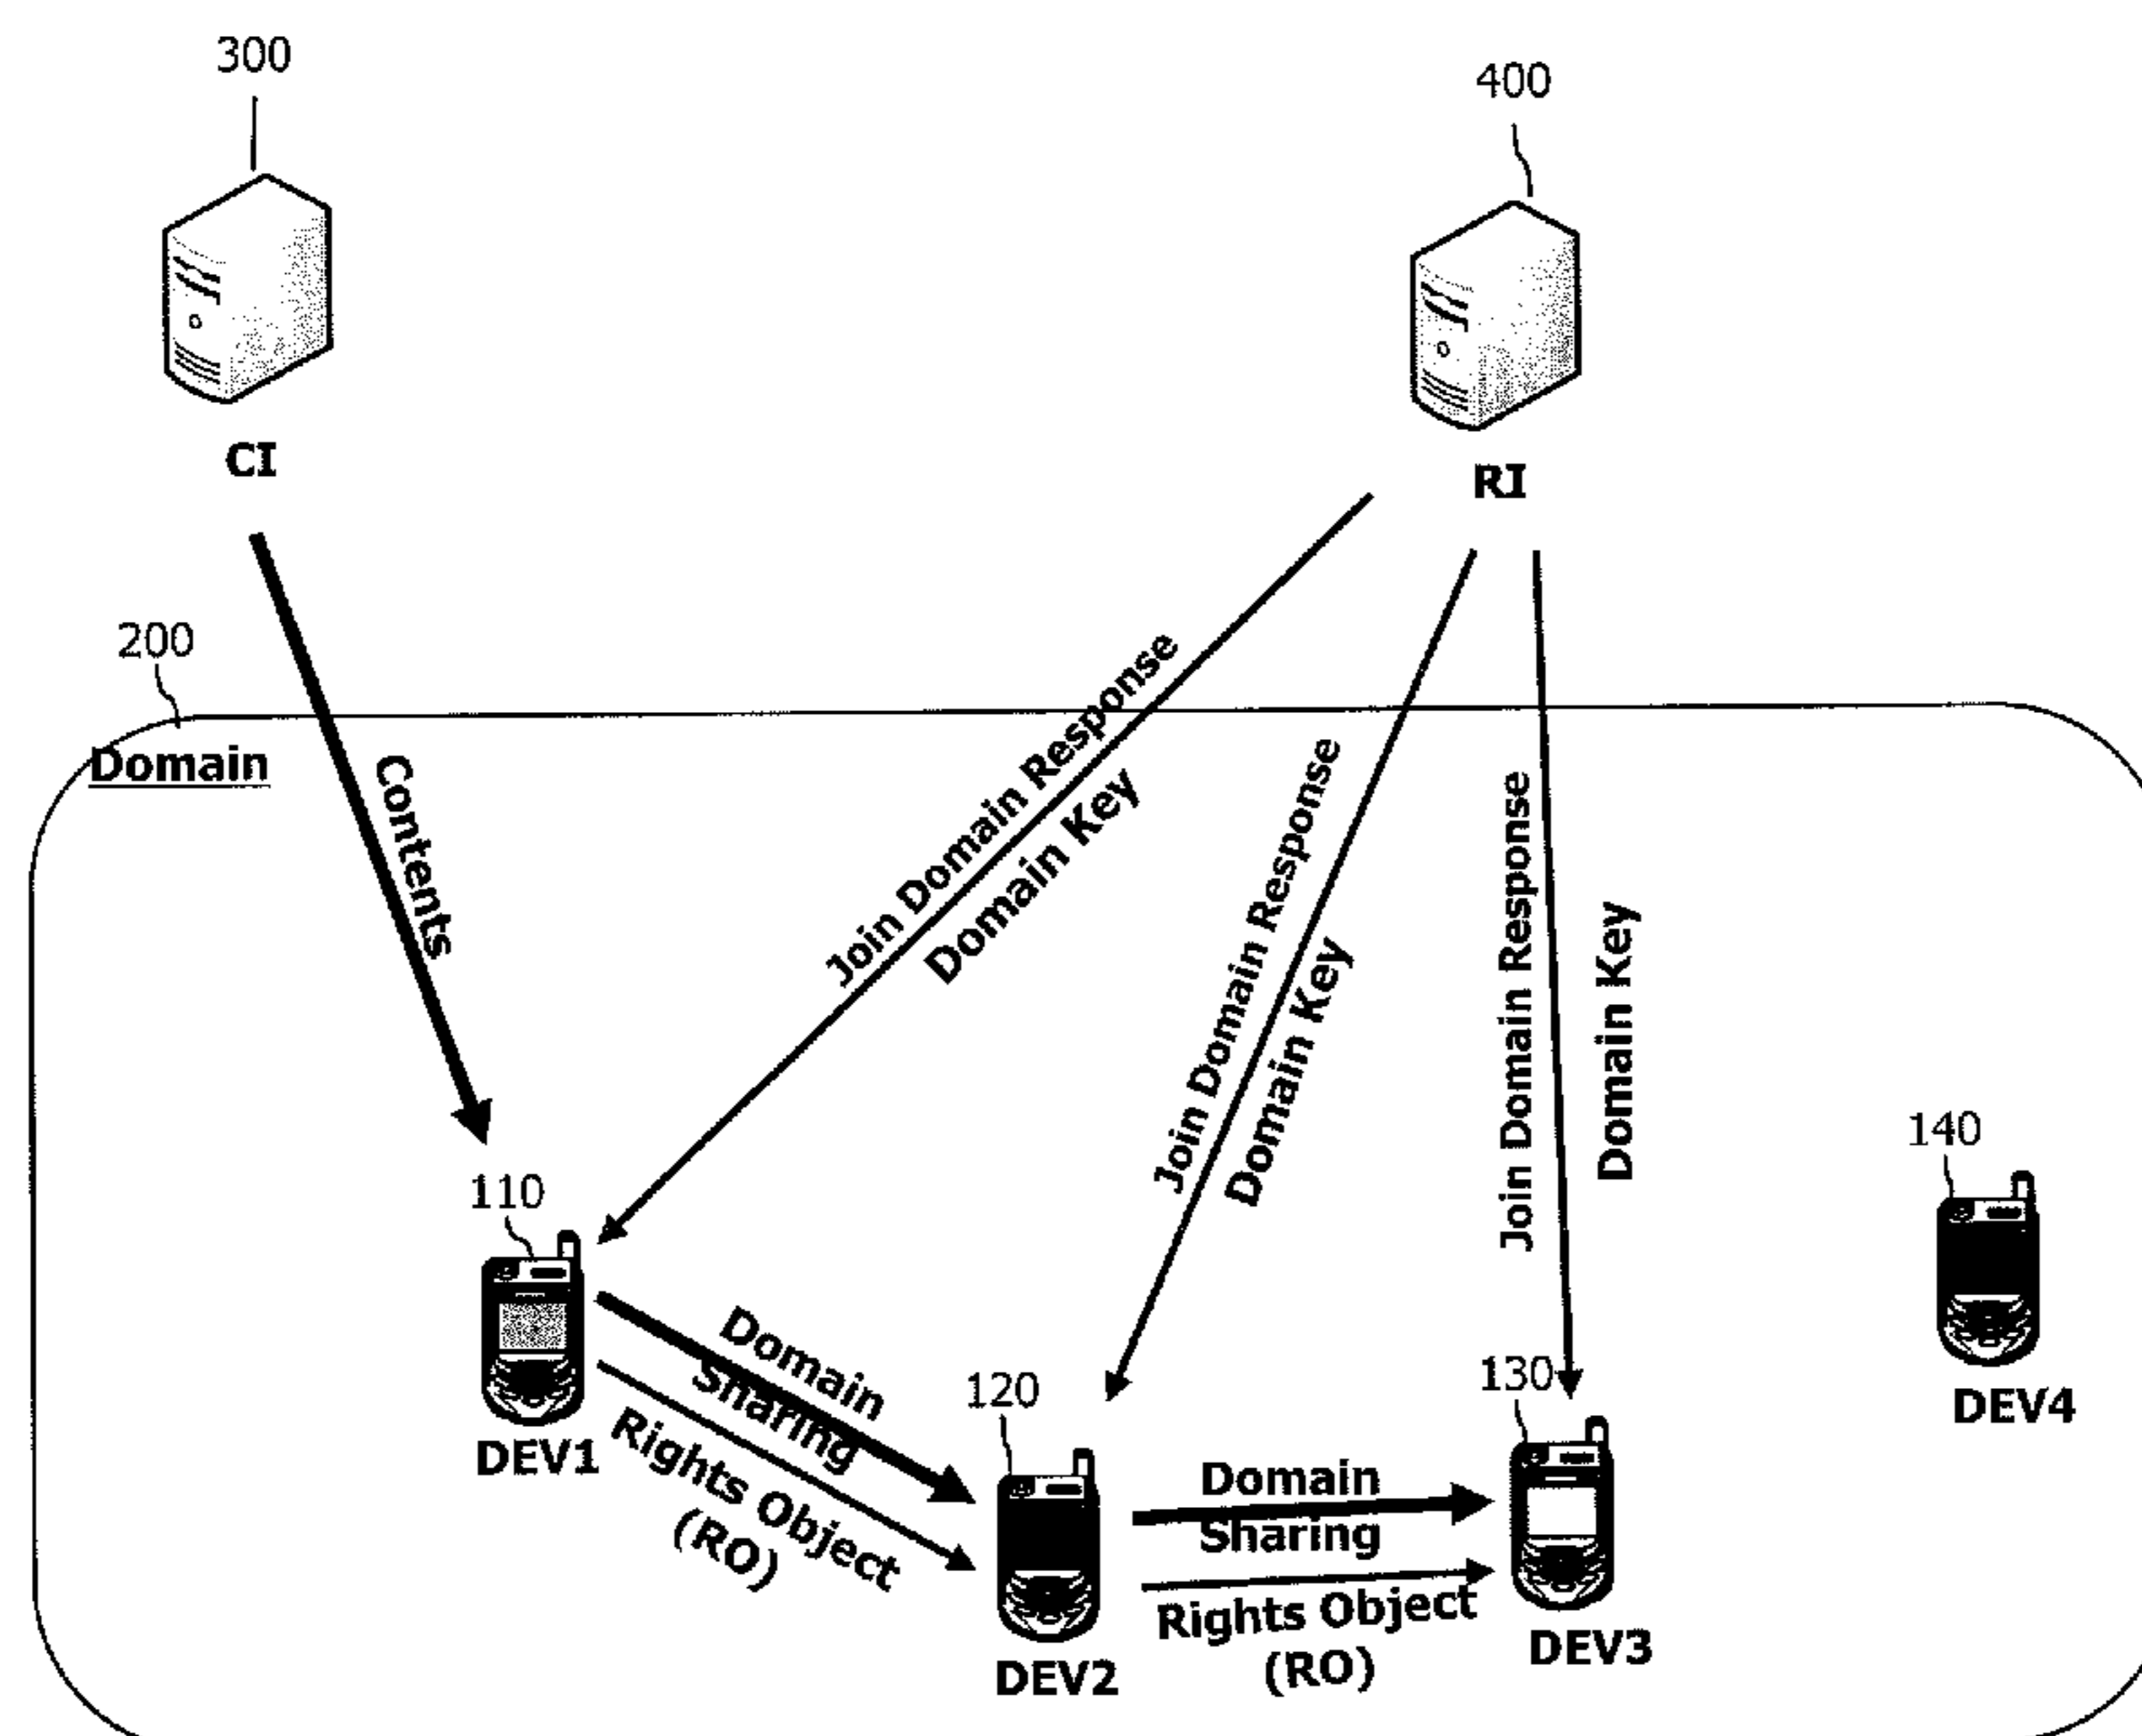 300
400
CI
RI
200
Domain
Contents
Join Domain Response
Domain Key
Join Domain Response
Domain Key
Join Domain Response
Domain Key
110
140
DEV1
DEV4
Domain
Sharing
Rights Object
(RO)
120
130
DEV2
Domain
Sharing
Rights Object
(RO)
DEV3